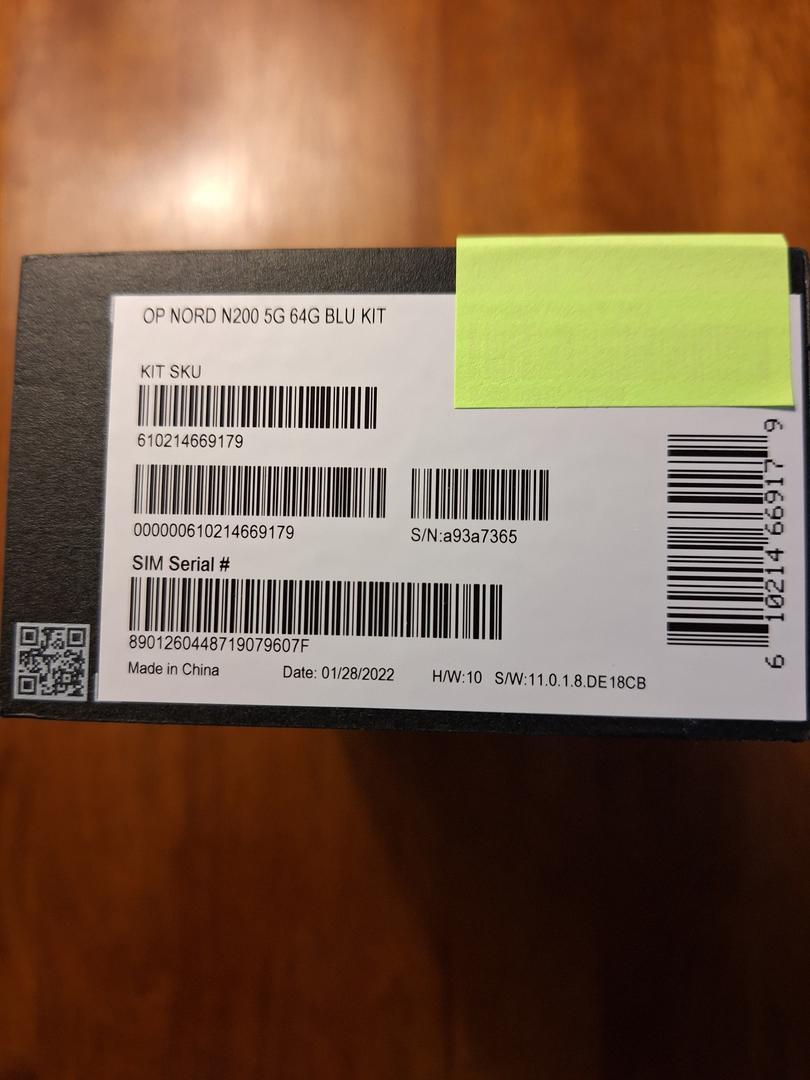 OP NORD N200 5G 64G BLU KIT
KIT SKU
610214669179
000000610214669179
S/N:a93a7365
SIM Serial #
8901260448719079607F
Made in China
Date: 01/28/2022
H/W:10
S/W:11.0.1.8.DE18CB
6 10214 66917 9